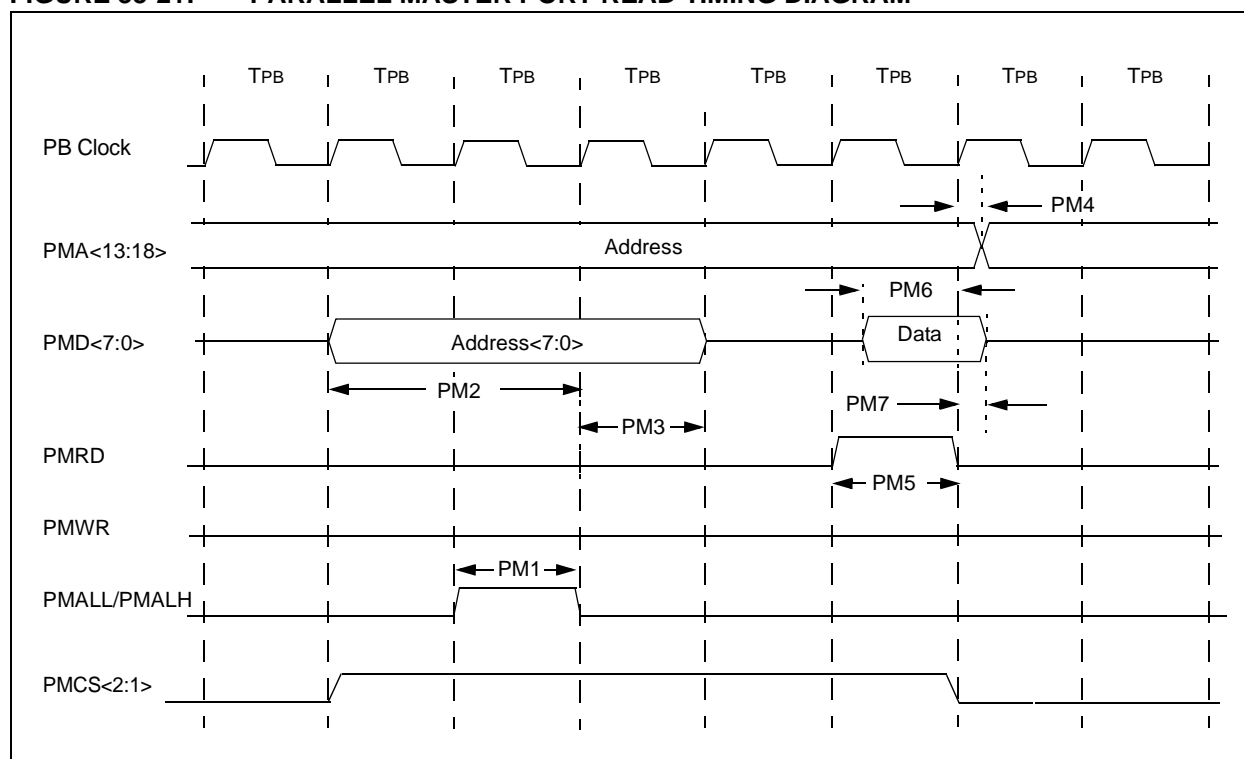 TPB TPB TPB TPB TPB TPB TPB TPB
PB Clock
PM4
PMA<13:18>
Address
PM6
PMD<7:0>
Address<7:0>
Data
PM2
PM7
PM3
PMRD
PM5
PMWR
PM1
PMALL/PMALH
PMCS<2:1>